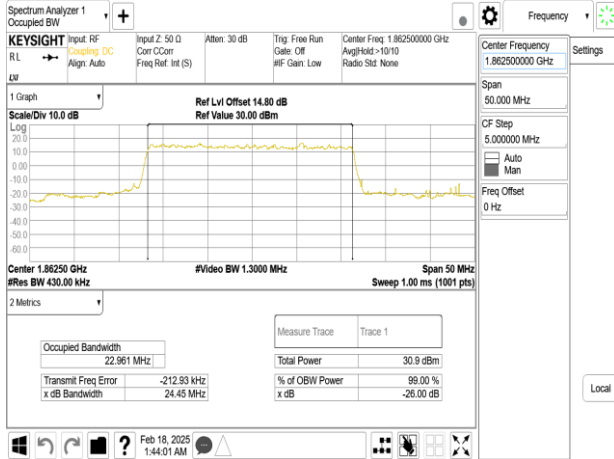 Spectrum Analyzer 1
Occupied BW
+
Frequency
KEYSIGHT
RL
Input: RF
Coupling: DC
Align: Auto
Input Z: 50 Ω
Corr CCorr
Freq Ref: Int (S)
Atten: 30 dB
Trig: Free Run
Gate: Off
#IF Gain: Low
Center Freq: 1.862500000 GHz
Avg|Hold:>10/10
Radio Std: None
LXI
1 Graph
Scale/Div 10.0 dB
Ref Lvl Offset 14.80 dB
Ref Value 30.00 dBm
Log
20.0
10.0
0.00
-10.0
-20.0
-30.0
-40.0
-50.0
-60.0
Center 1.86250 GHz
#Video BW 1.3000 MHz
Span 50 MHz
#Res BW 430.00 kHz
Sweep 1.00 ms (1001 pts)
2 Metrics
Measure Trace
Trace 1
Occupied Bandwidth
22.961 MHz
Total Power
30.9 dBm
Transmit Freq Error
-212.93 kHz
% of OBW Power
99.00 %
x dB Bandwidth
24.45 MHz
x dB
-26.00 dB
?
Feb 18, 2025
1:44:01 AM
Center Frequency
1.862500000 GHz
Settings
Span
50.000 MHz
CF Step
5.000000 MHz
Auto
Man
Freq Offset
0 Hz
Local